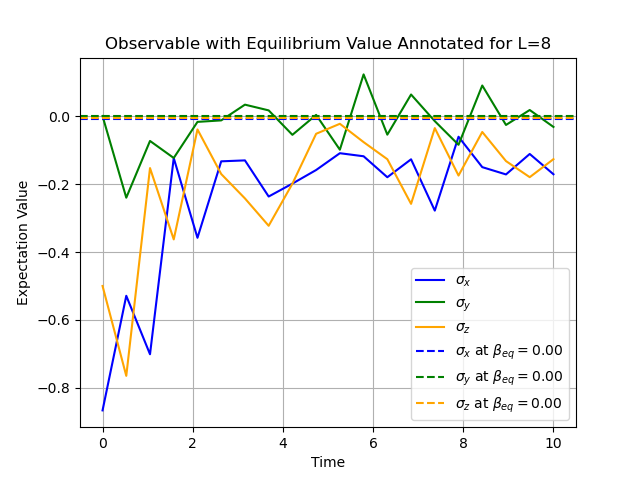 Observable with Equilibrium Value Annotated for L=8
Expectation Value
0.0
−0.2
−0.4
−0.6
−0.8
0 2 4 6 8 10
Time
σx
σy
σz
σx at βeq = 0.00
σy at βeq = 0.00
σz at βeq = 0.00